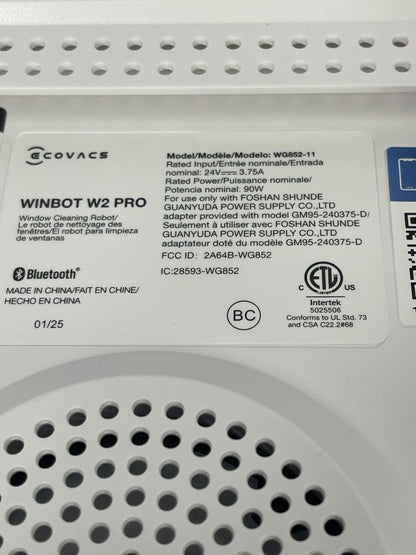 ECOVACS
WINBOT W2 PRO
Window Cleaning Robot/
Le robot de nettoyage des
fenêtres/El robot para limpieza
de ventanas
Bluetooth®
MADE IN CHINA/FAIT EN CHINE/
HECHO EN CHINA
01/25
Model/Modèle/Modelo: WG852-11
Rated Input/Entrée nominale/Entrada
nominal: 24V⎓ 3.75A
Rated Power/Puissance nominale/
Potencia nominal: 90W
For use only with FOSHAN SHUNDE
GUANYUDA POWER SUPPLY CO.,LTD
adapter provided with model GM95-240375-D/
Seulement à utiliser avec FOSHAN SHUNDE
GUANYUDA POWER SUPPLY CO.,LTD
adaptateur doté du modèle GM95-240375-D
FCC ID: 2A64B-WG852
IC:28593-WG852
BC
ETL
C US
Intertek
5025506
Conforms to UL Std. 73
and CSA C22.2#68